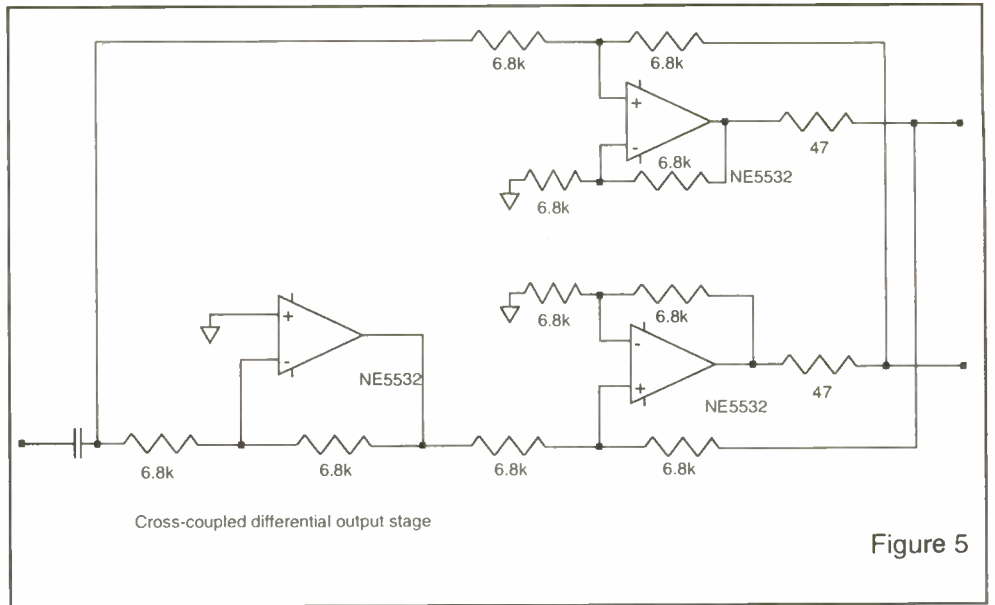 6.8k
6.8k
+
-
6.8k
NE5532
47
6.8k
6.8k
6.8k
+
-
NE5532
-
+
NE5532
47
6.8k
6.8k
6.8k
6.8k
Cross-coupled differential output stage
Figure 5